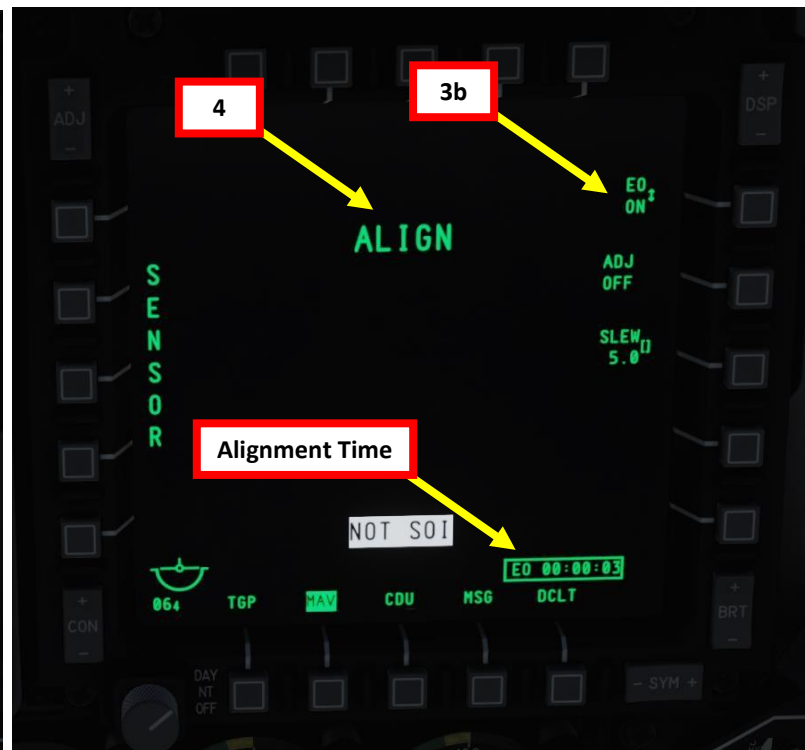 4
3b
+
ADJ
-
+
DSP
-
EO
ON
ALIGN
ADJ
OFF
SENSOR
SLEW
5.0
Alignment Time
NOT SOI
EO 00:00:03
064
TGP
MAV
CDU
MSG
DCLT
+
CON
-
+
BRT
-
DAY
NT
OFF
- SYM +